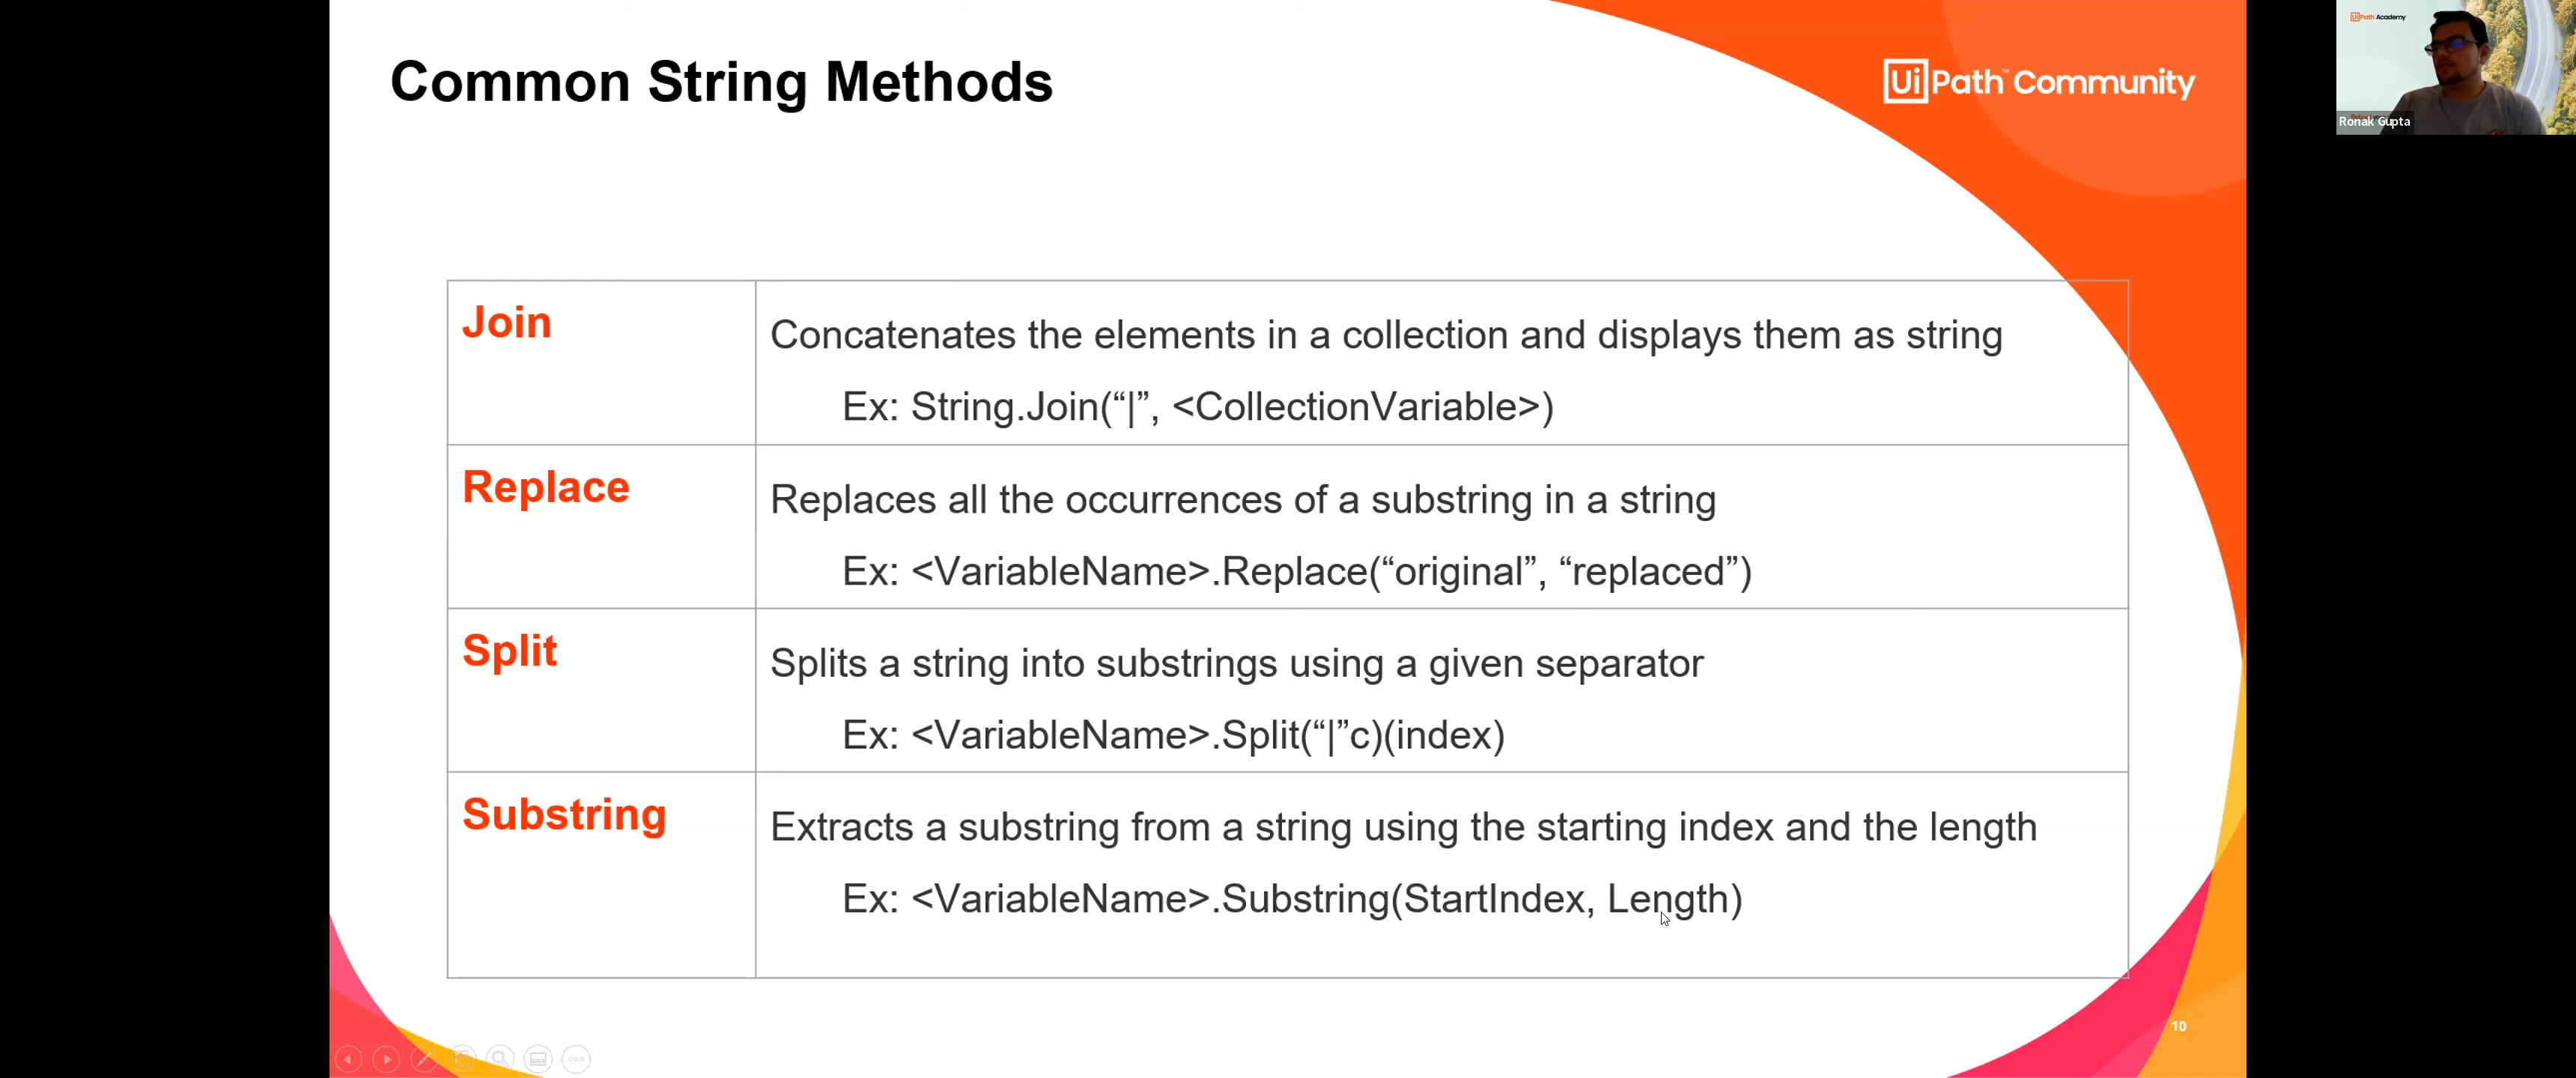 Common String Methods
UiPath™ Community
UiPath Academy
Ronak Gupta
Join
Concatenates the elements in a collection and displays them as string
Ex: String.Join(“|”, <CollectionVariable>)
Replace
Replaces all the occurrences of a substring in a string
Ex: <VariableName>.Replace(“original”, “replaced”)
Split
Splits a string into substrings using a given separator
Ex: <VariableName>.Split(“|”c)(index)
Substring
Extracts a substring from a string using the starting index and the length
Ex: <VariableName>.Substring(StartIndex, Length)
10